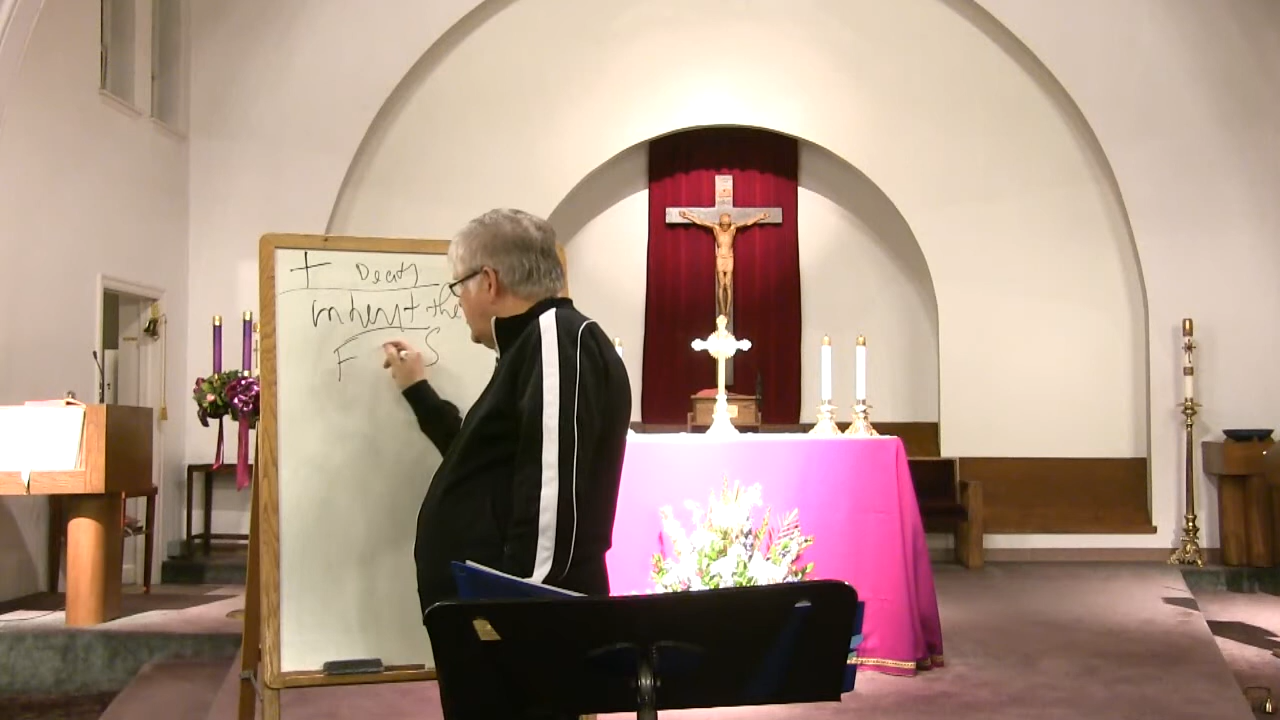 + Death
inherit the
F S